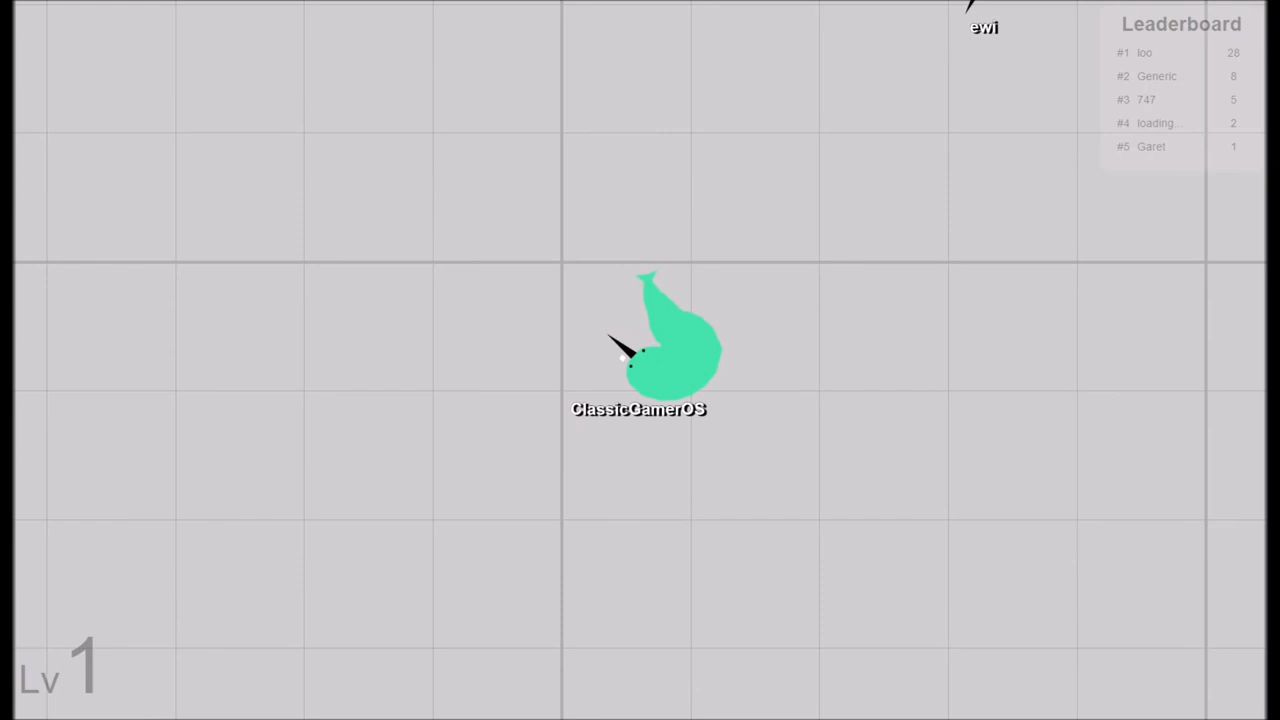 ewi
Leaderboard
#1 loo 28
#2 Generic 8
#3 747 5
#4 loading... 2
#5 Garet 1
ClassicGamerOS
Lv 1